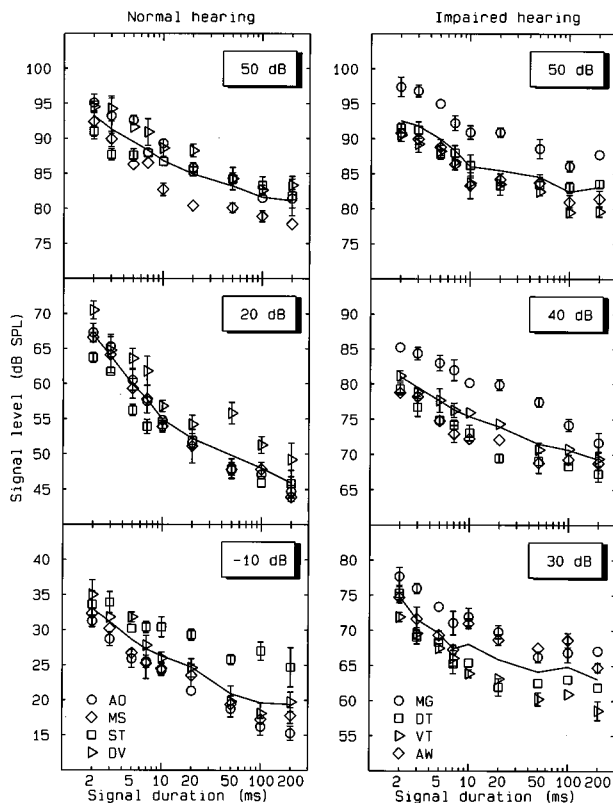 Normal hearing
Impaired hearing
50 dB
50 dB
100
95
90
85
80
75
100
95
90
85
80
75
20 dB
40 dB
70
65
60
55
50
45
90
85
80
75
70
65
Signal level (dB SPL)
-10 dB
30 dB
40
35
30
25
20
15
80
75
70
65
60
55
AO
MS
ST
DV
MG
DT
VT
AW
2 5 10 20 50 100 200
2 5 10 20 50 100 200
Signal duration (ms)
Signal duration (ms)